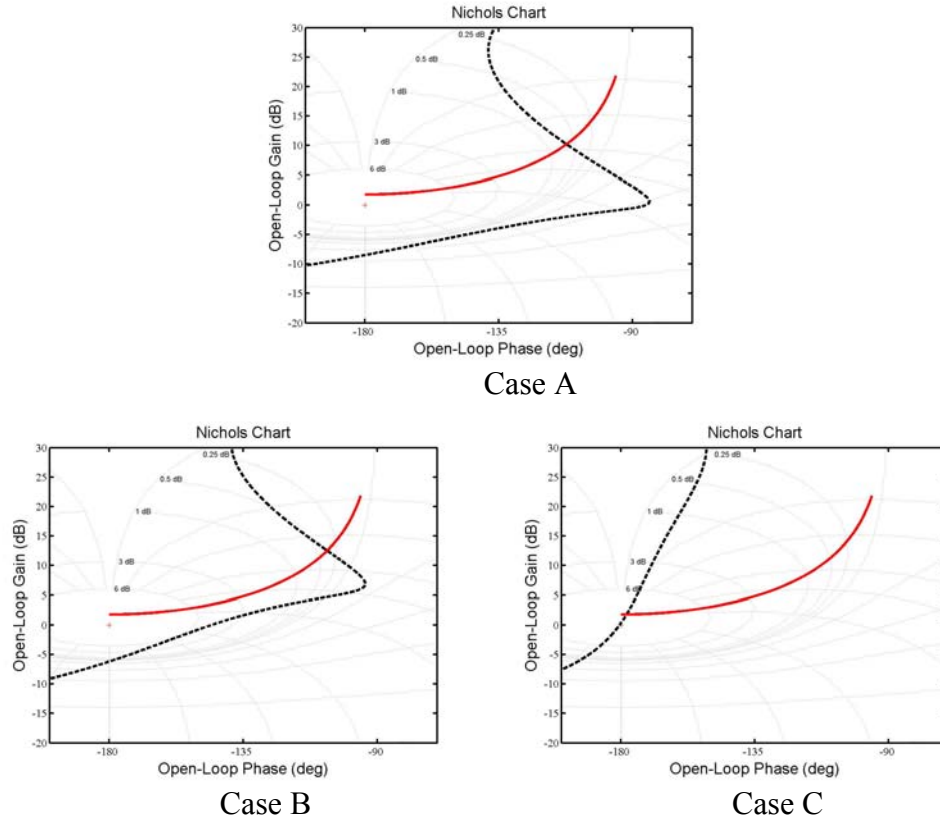 Nichols Chart
Open-Loop Gain (dB)
30
25
20
15
10
5
0
-5
-10
-15
-20
0.25 dB
0.5 dB
1 dB
3 dB
6 dB
-180
-135
-90
Open-Loop Phase (deg)
Case A
Nichols Chart
Open-Loop Gain (dB)
30
25
20
15
10
5
0
-5
-10
-15
-20
0.25 dB
0.5 dB
1 dB
3 dB
6 dB
-180
-135
-90
Open-Loop Phase (deg)
Case B
Nichols Chart
Open-Loop Gain (dB)
30
25
20
15
10
5
0
-5
-10
-15
-20
0.25 dB
0.5 dB
1 dB
3 dB
6 dB
-180
-135
-90
Open-Loop Phase (deg)
Case C